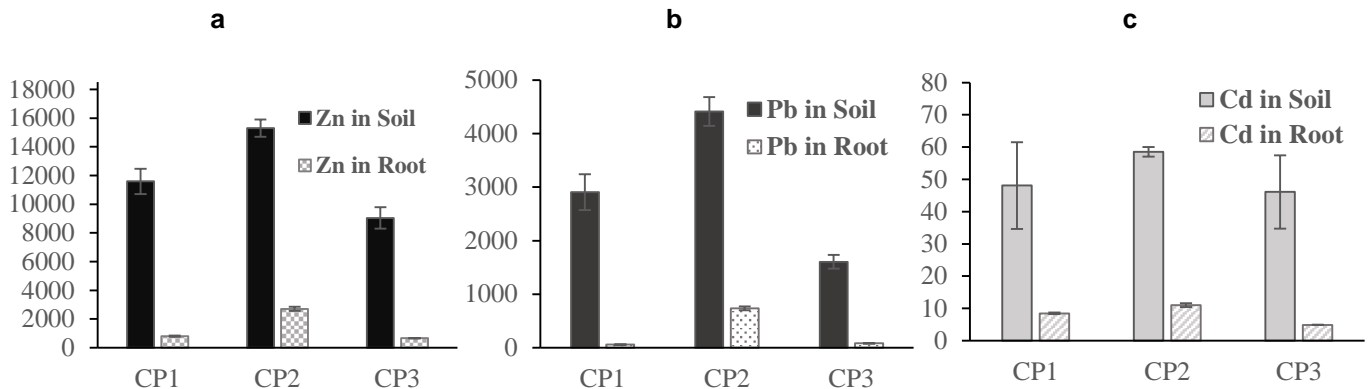 a
18000
16000
14000
12000
10000
8000
6000
4000
2000
0
Zn in Soil
Zn in Root
CP1 CP2 CP3
b
5000
4000
3000
2000
1000
0
Pb in Soil
Pb in Root
CP1 CP2 CP3
c
80
70
60
50
40
30
20
10
0
Cd in Soil
Cd in Root
CP1 CP2 CP3